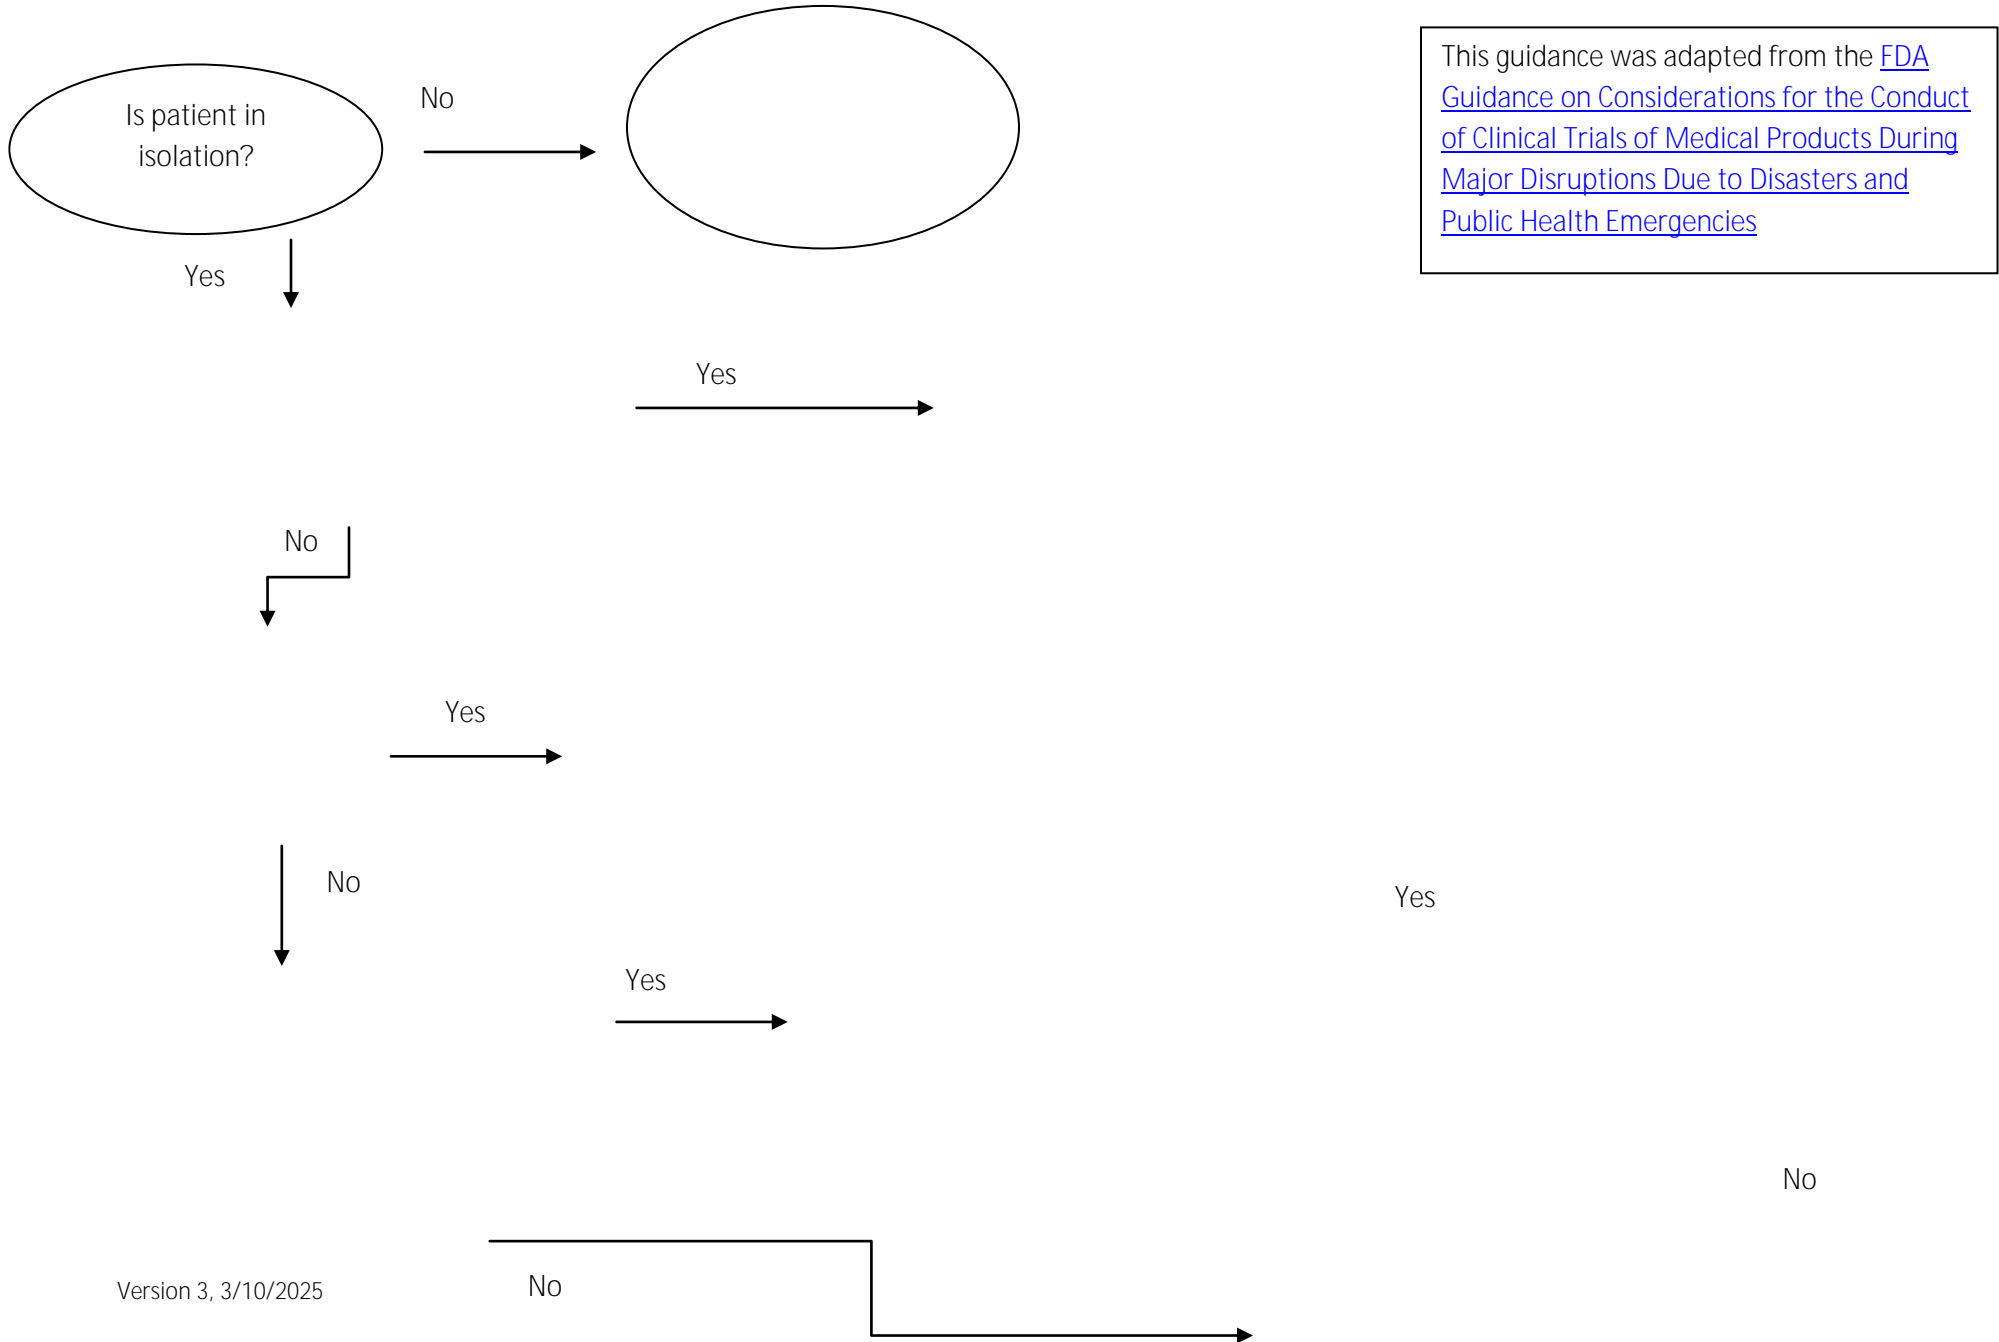 Is patient in
isolation?
No
This guidance was adapted from the FDA
Guidance on Considerations for the Conduct
of Clinical Trials of Medical Products During
Major Disruptions Due to Disasters and
Public Health Emergencies
Yes
Yes
No
Yes
No
Yes
Yes
No
No
Version 3, 3/10/2025